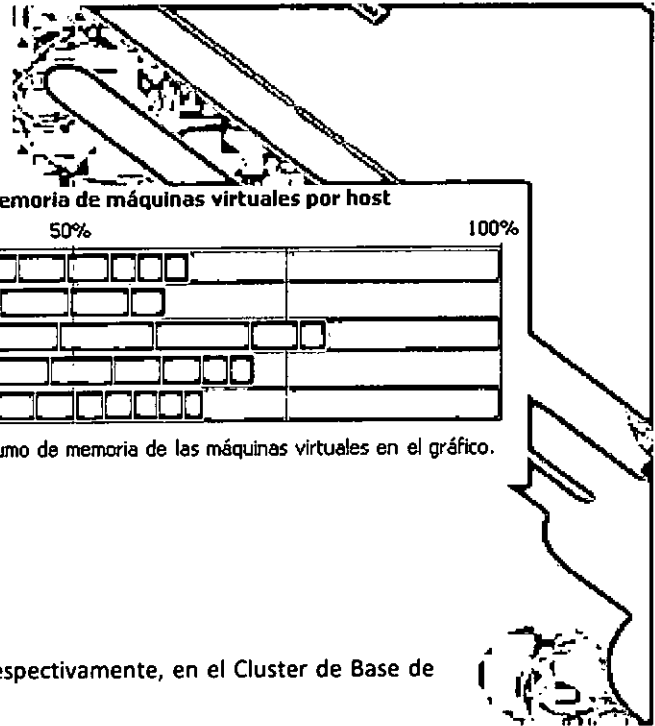 emoria de máquinas virtuales por host
50% 100%
umo de memoria de las máquinas virtuales en el gráfico.
espectivamente, en el Cluster de Base de